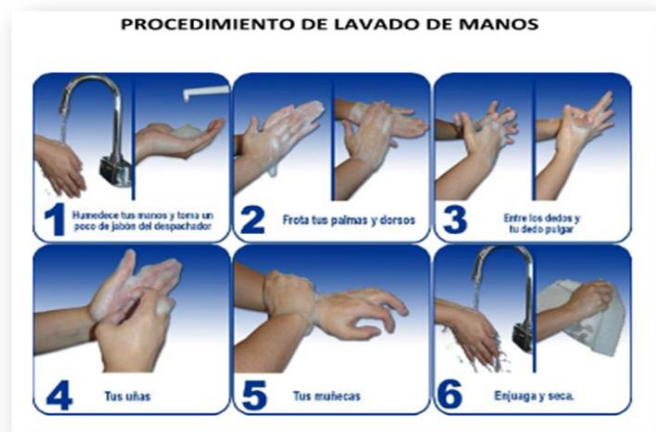 PROCEDIMIENTO DE LAVADO DE MANOS
1
Humedece tus manos y toma un
poco de jabón del despachador
2
Frota tus palmas y dorsos
3
Entre los dedos y
tu dedo pulgar
4
Tus uñas
5
Tus muñecas
6
Enjuaga y seca.